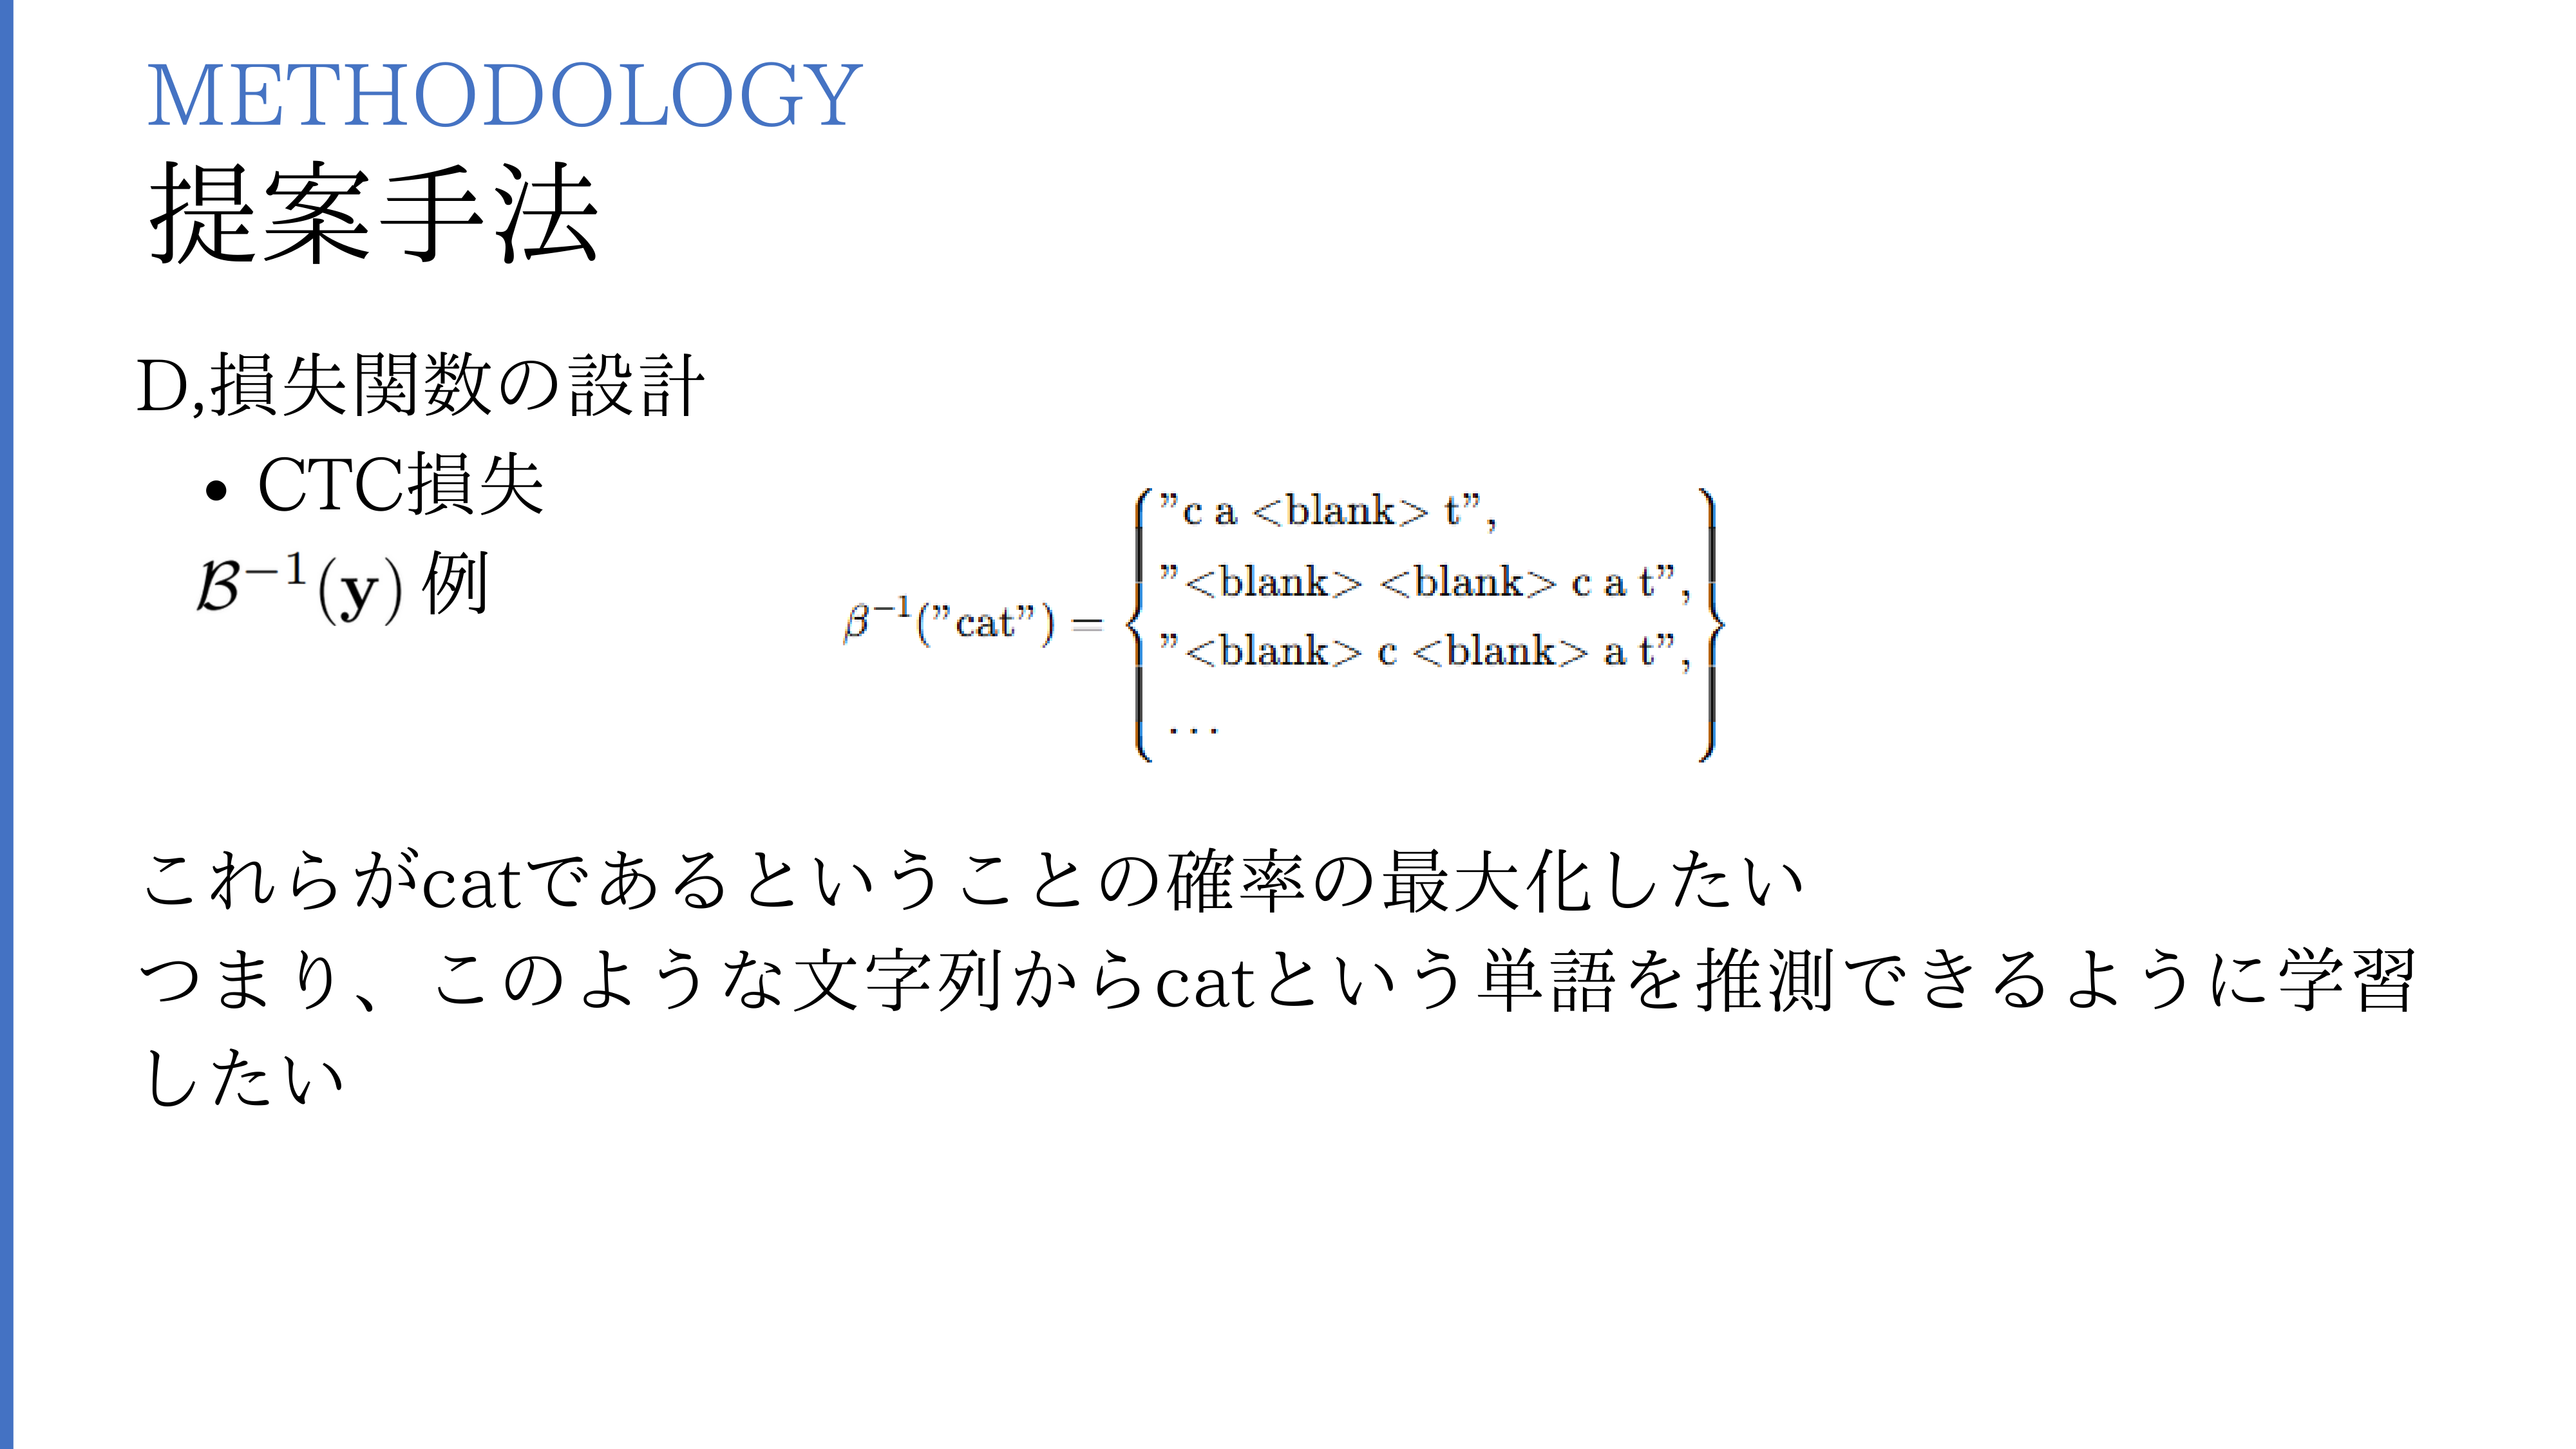 METHODOLOGY
提案手法
D,損失関数の設計
• CTC損失
𝓑⁻¹(𝐲) 例
β⁻¹("cat") = {
"c a <blank> t",
"<blank> <blank> c a t",
"<blank> c <blank> a t",
... }
これらがcatであるということの確率の最大化したい
つまり、このような文字列からcatという単語を推測できるように学習
したい